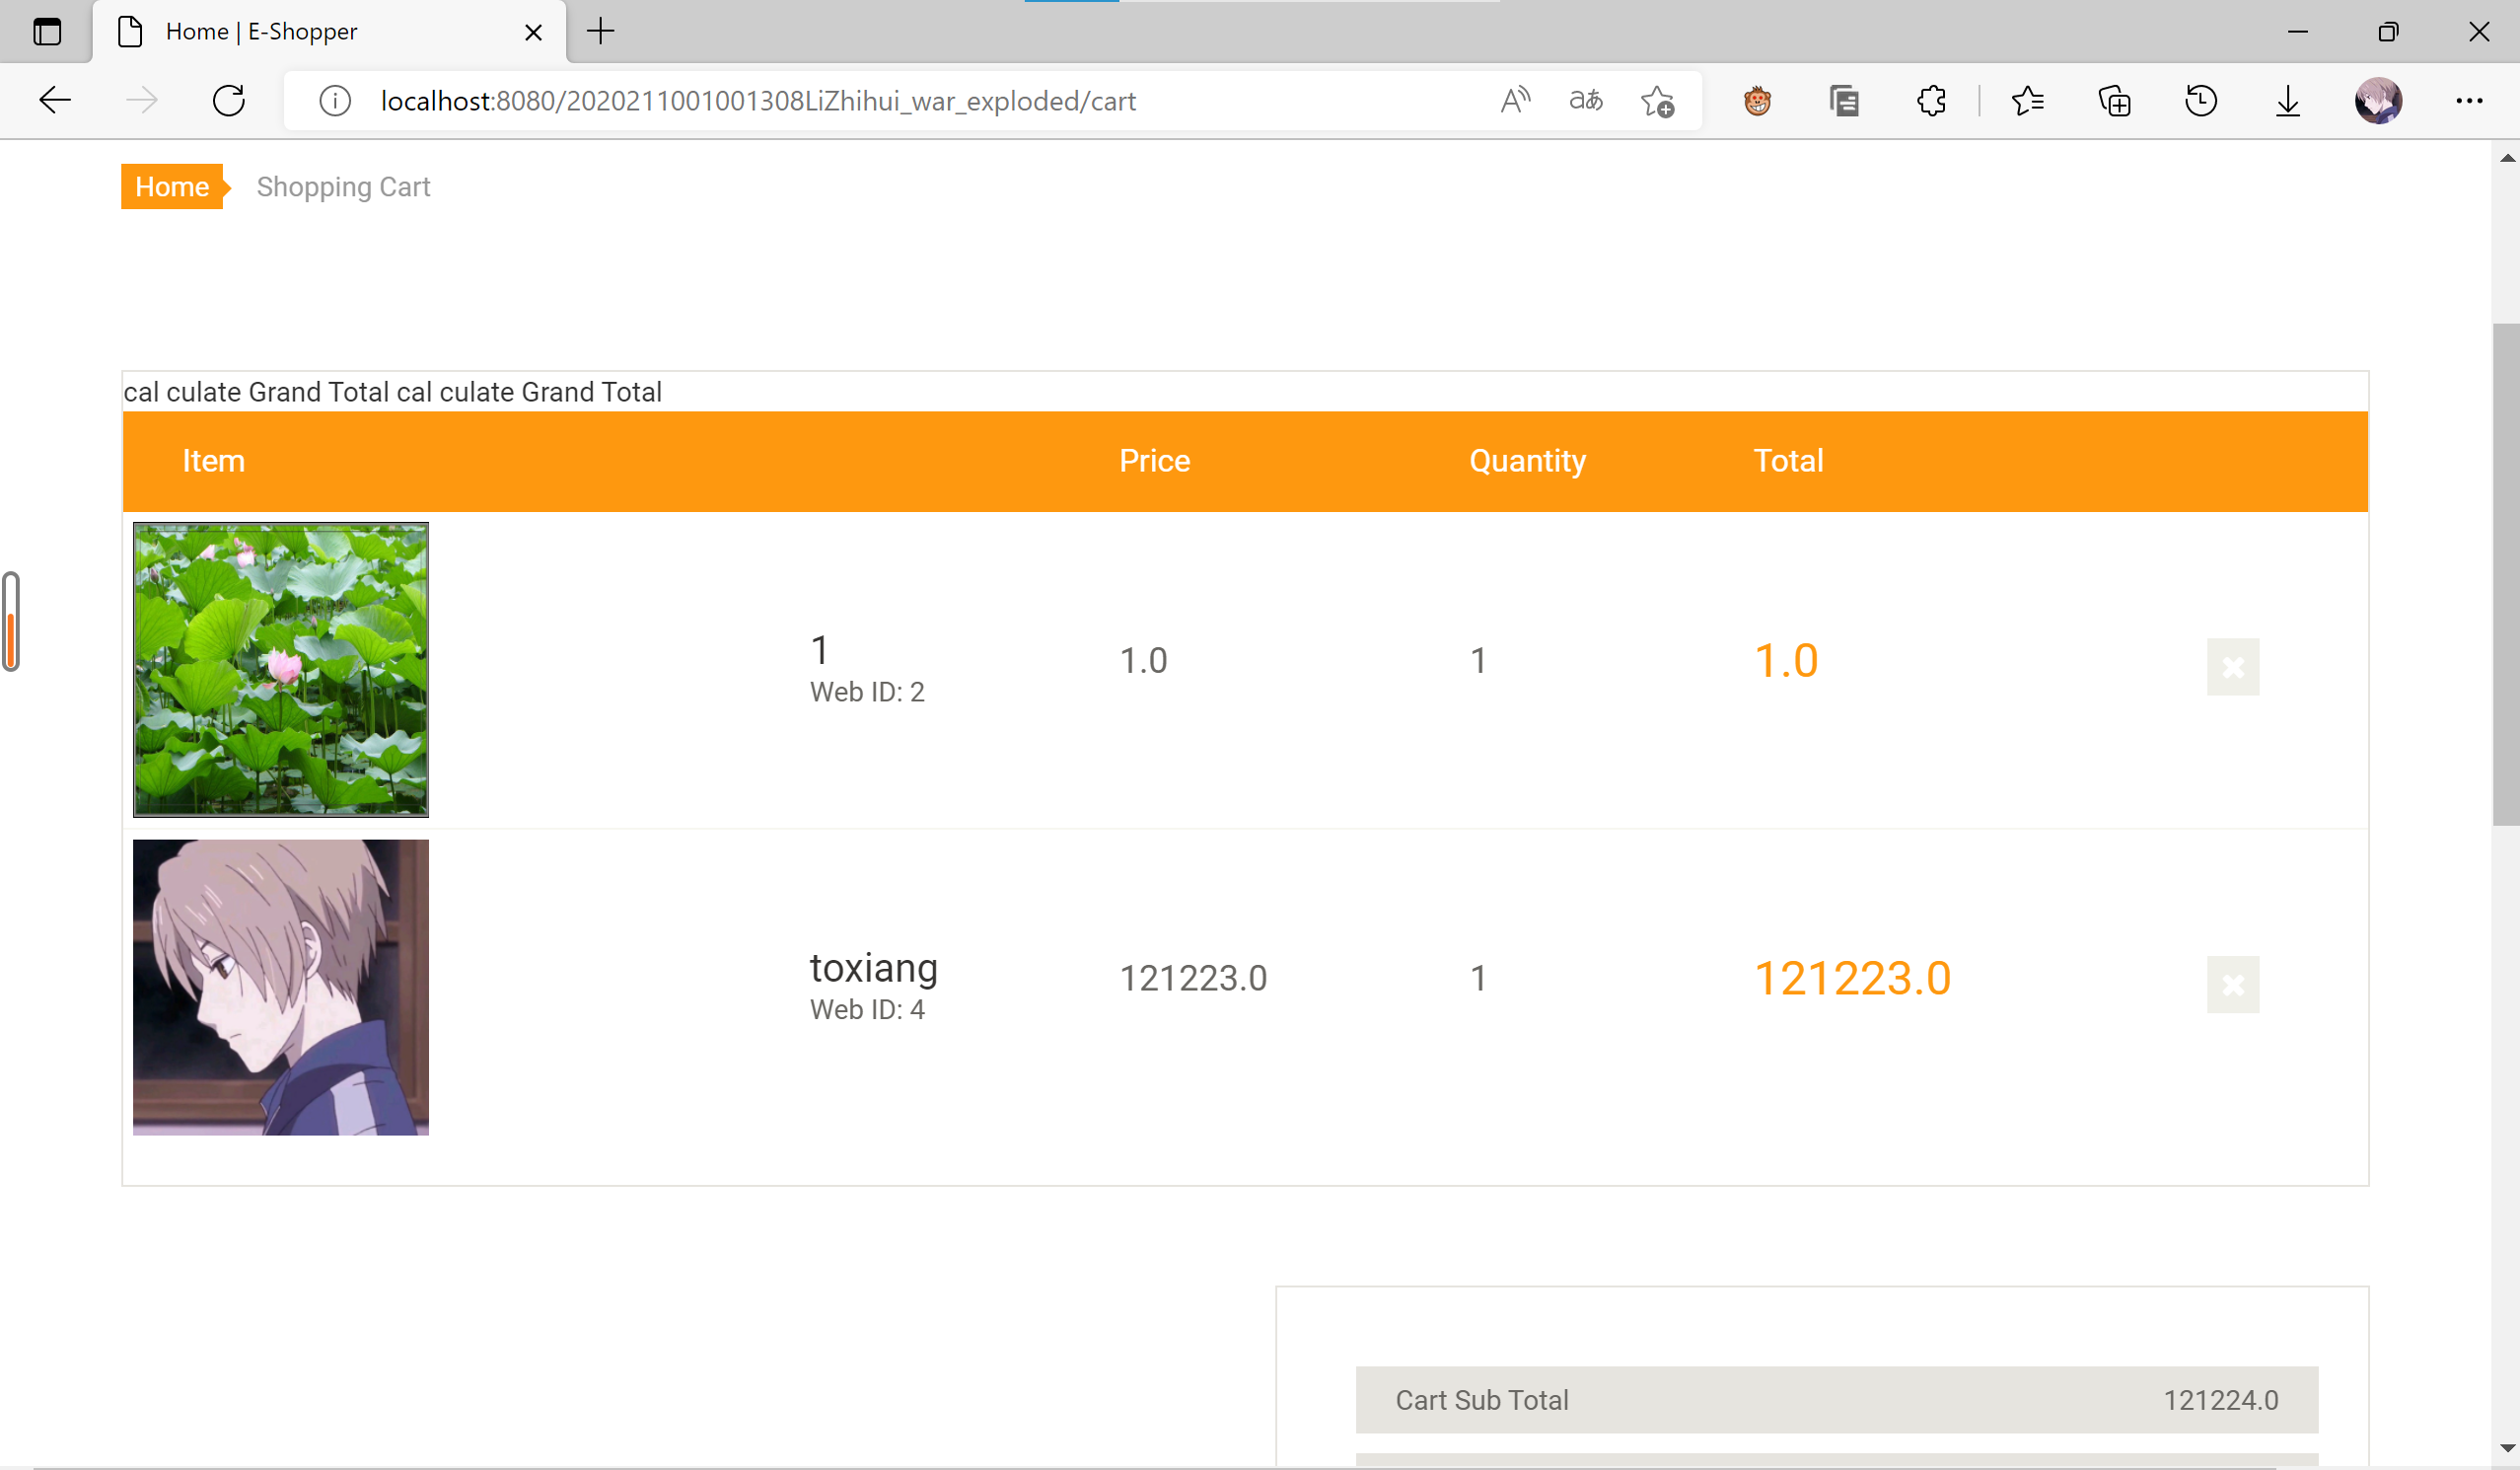 Home | E-Shopper
localhost:8080/2020211001001308LiZhihui_war_exploded/cart
Home Shopping Cart
cal culate Grand Total cal culate Grand Total
Item Price Quantity Total
1 1.0 1 1.0
Web ID: 2
toxiang 121223.0 1 121223.0
Web ID: 4
Cart Sub Total 121224.0